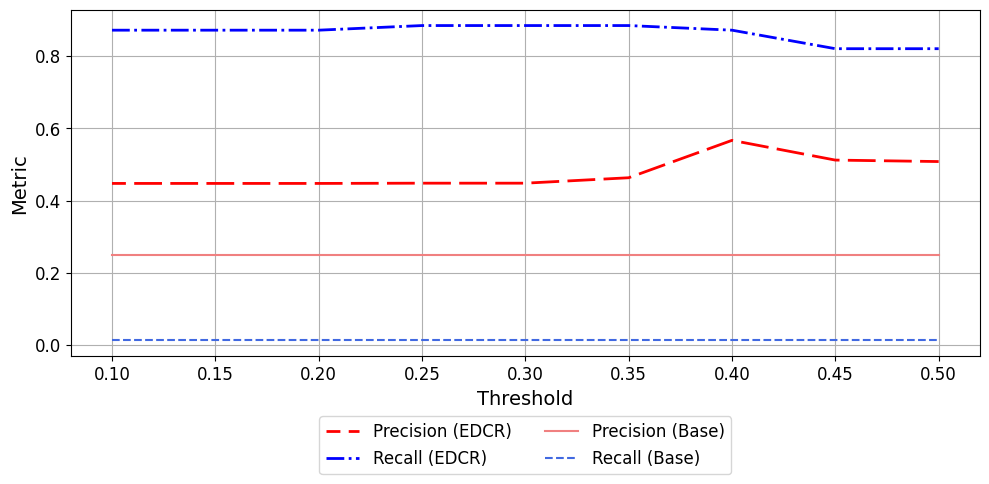 Metric
0.8
0.6
0.4
0.2
0.0
0.10 0.15 0.20 0.25 0.30 0.35 0.40 0.45 0.50
Threshold
Precision (EDCR) Precision (Base)
Recall (EDCR) Recall (Base)